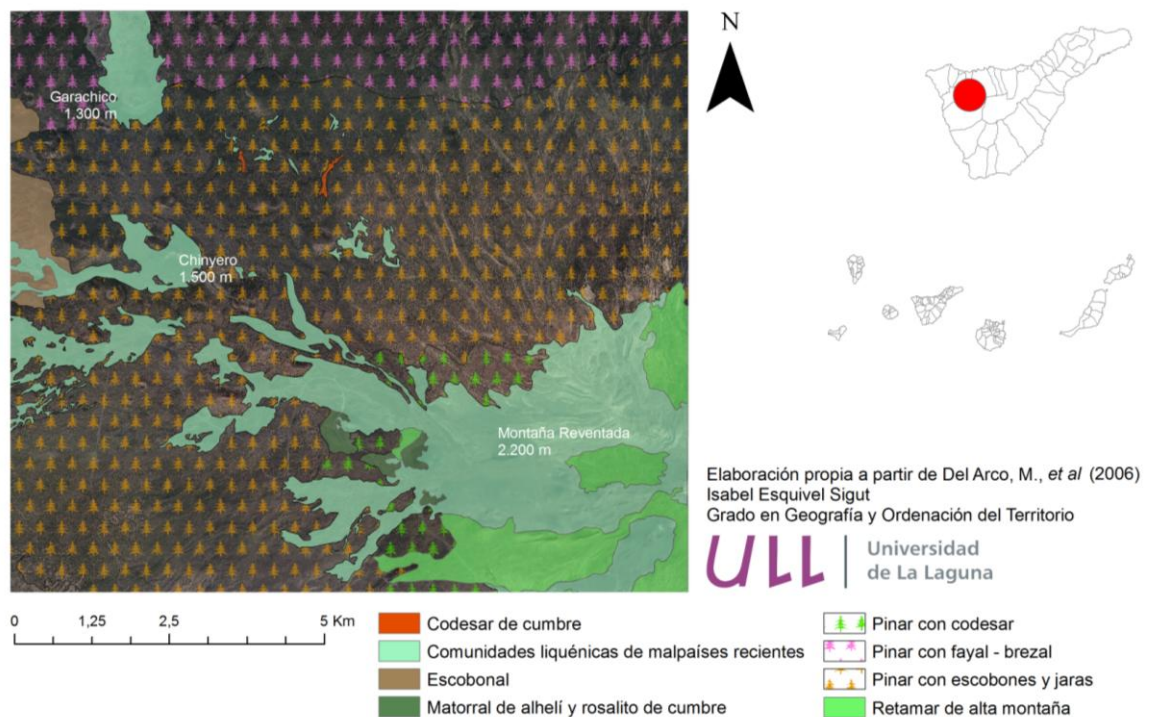 Garachico
1.300 m
Chinyero
1.500 m
Montaña Reventada
2.200 m
N
Elaboración propia a partir de Del Arco, M., et al (2006)
Isabel Esquivel Sigut
Grado en Geografía y Ordenación del Territorio
ULL
Universidad
de La Laguna
0 1,25 2,5 5 Km
Codesar de cumbre
Comunidades liquénicas de malpaíses recientes
Escobonal
Matorral de alhelí y rosalito de cumbre
Pinar con codesar
Pinar con fayal - brezal
Pinar con escobones y jaras
Retamar de alta montaña